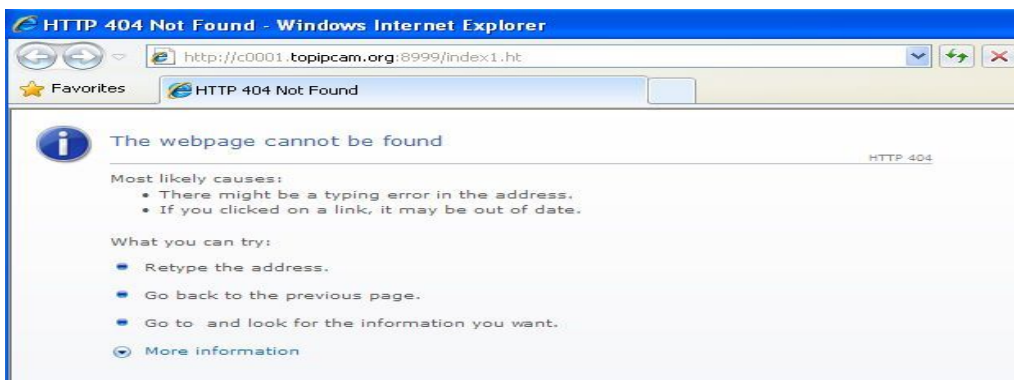 HTTP 404 Not Found - Windows Internet Explorer
http://c0001.topipcam.org:8999/index1.ht
Favorites HTTP 404 Not Found
The webpage cannot be found
HTTP 404
Most likely causes:
• There might be a typing error in the address.
• If you clicked on a link, it may be out of date.
What you can try:
Retype the address.
Go back to the previous page.
Go to and look for the information you want.
More information